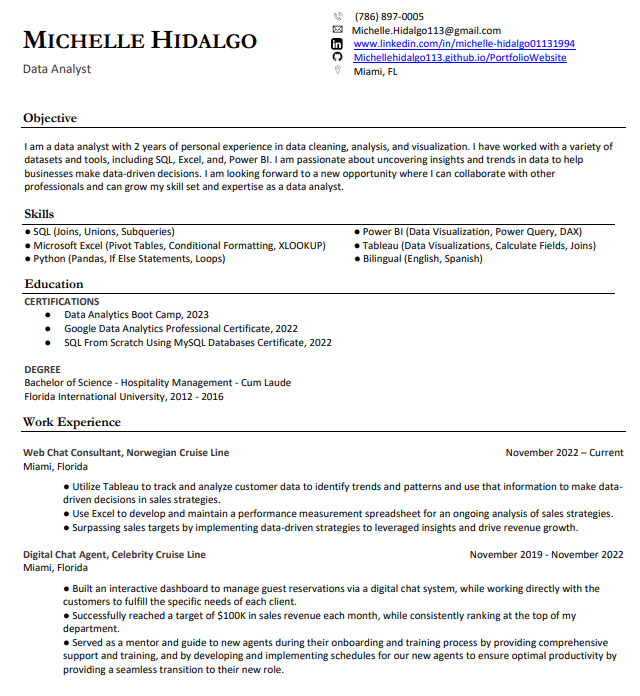 MICHELLE HIDALGO
Data Analyst
(786) 897-0005
Michelle.Hidalgo113@gmail.com
www.linkedin.com/in/michelle-hidalgo01131994
Michellehidalgo113.github.io/PortfolioWebsite
Miami, FL
Objective
I am a data analyst with 2 years of personal experience in data cleaning, analysis, and visualization. I have worked with a variety of
datasets and tools, including SQL, Excel, and, Power BI. I am passionate about uncovering insights and trends in data to help
businesses make data-driven decisions. I am looking forward to a new opportunity where I can collaborate with other
professionals and can grow my skill set and expertise as a data analyst.
Skills
● SQL (Joins, Unions, Subqueries)
● Microsoft Excel (Pivot Tables, Conditional Formatting, XLOOKUP)
● Python (Pandas, If Else Statements, Loops)
● Power BI (Data Visualization, Power Query, DAX)
● Tableau (Data Visualizations, Calculate Fields, Joins)
● Bilingual (English, Spanish)
Education
CERTIFICATIONS
● Data Analytics Boot Camp, 2023
● Google Data Analytics Professional Certificate, 2022
● SQL From Scratch Using MySQL Databases Certificate, 2022
DEGREE
Bachelor of Science - Hospitality Management - Cum Laude
Florida International University, 2012 - 2016
Work Experience
Web Chat Consultant, Norwegian Cruise Line November 2022 – Current
Miami, Florida
● Utilize Tableau to track and analyze customer data to identify trends and patterns and use that information to make data-
driven decisions in sales strategies.
● Use Excel to develop and maintain a performance measurement spreadsheet for an ongoing analysis of sales strategies.
● Surpassing sales targets by implementing data-driven strategies to leveraged insights and drive revenue growth.
Digital Chat Agent, Celebrity Cruise Line November 2019 - November 2022
Miami, Florida
● Built an interactive dashboard to manage guest reservations via a digital chat system, while working directly with the
customers to fulfill the specific needs of each client.
● Successfully reached a target of $100K in sales revenue each month, while consistently ranking at the top of my
department.
● Served as a mentor and guide to new agents during their onboarding and training process by providing comprehensive
support and training, and by developing and implementing schedules for our new agents to ensure optimal productivity by
providing a seamless transition to their new role.